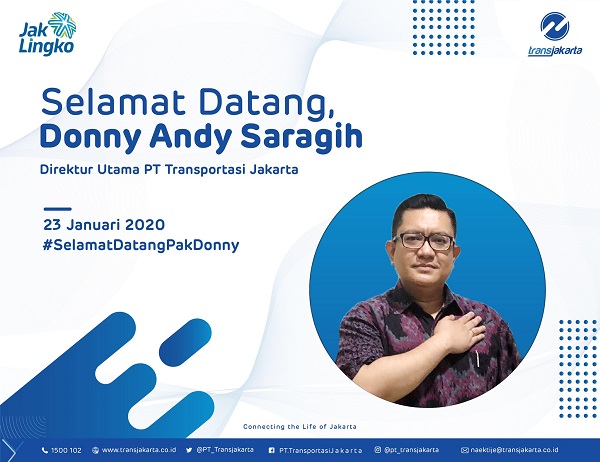 Jak
Lingko
transjakarta
Selamat Datang,
Donny Andy Saragih
Direktur Utama PT Transportasi Jakarta
23 Januari 2020
#SelamatDatangPakDonny
Connecting the Life of Jakarta
1500 102 www.transjakarta.co.id @PT_Transjakarta PT.TransportasiJakarta @pt_transjakarta naektije@transjakarta.co.id